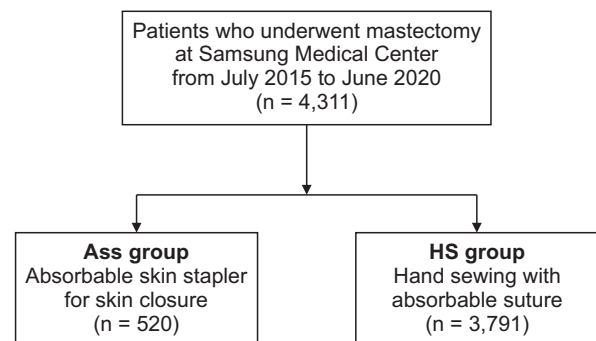 Patients who underwent mastectomy
at Samsung Medical Center
from July 2015 to June 2020
(n = 4,311)
Ass group
Absorbable skin stapler
for skin closure
(n = 520)
HS group
Hand sewing with
absorbable suture
(n = 3,791)